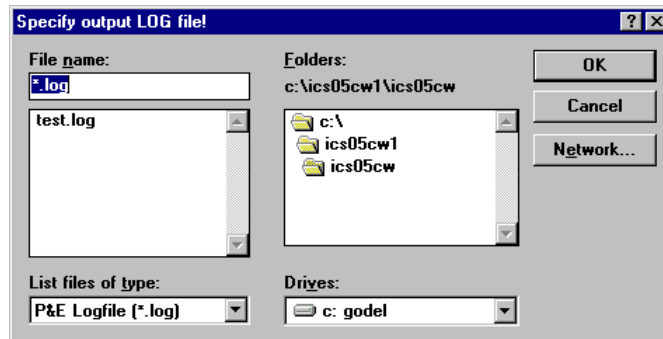 Specify output LOG file!
File name:
*.log
test.log
List files of type:
P&E Logfile (*.log)
Folders:
c:\ics05cw1\ics05cw
c:\
ics05cw1
ics05cw
Drives:
c: godel
OK
Cancel
Network...